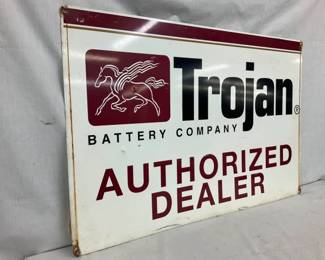 Trojan®
BATTERY COMPANY
AUTHORIZED
DEALER